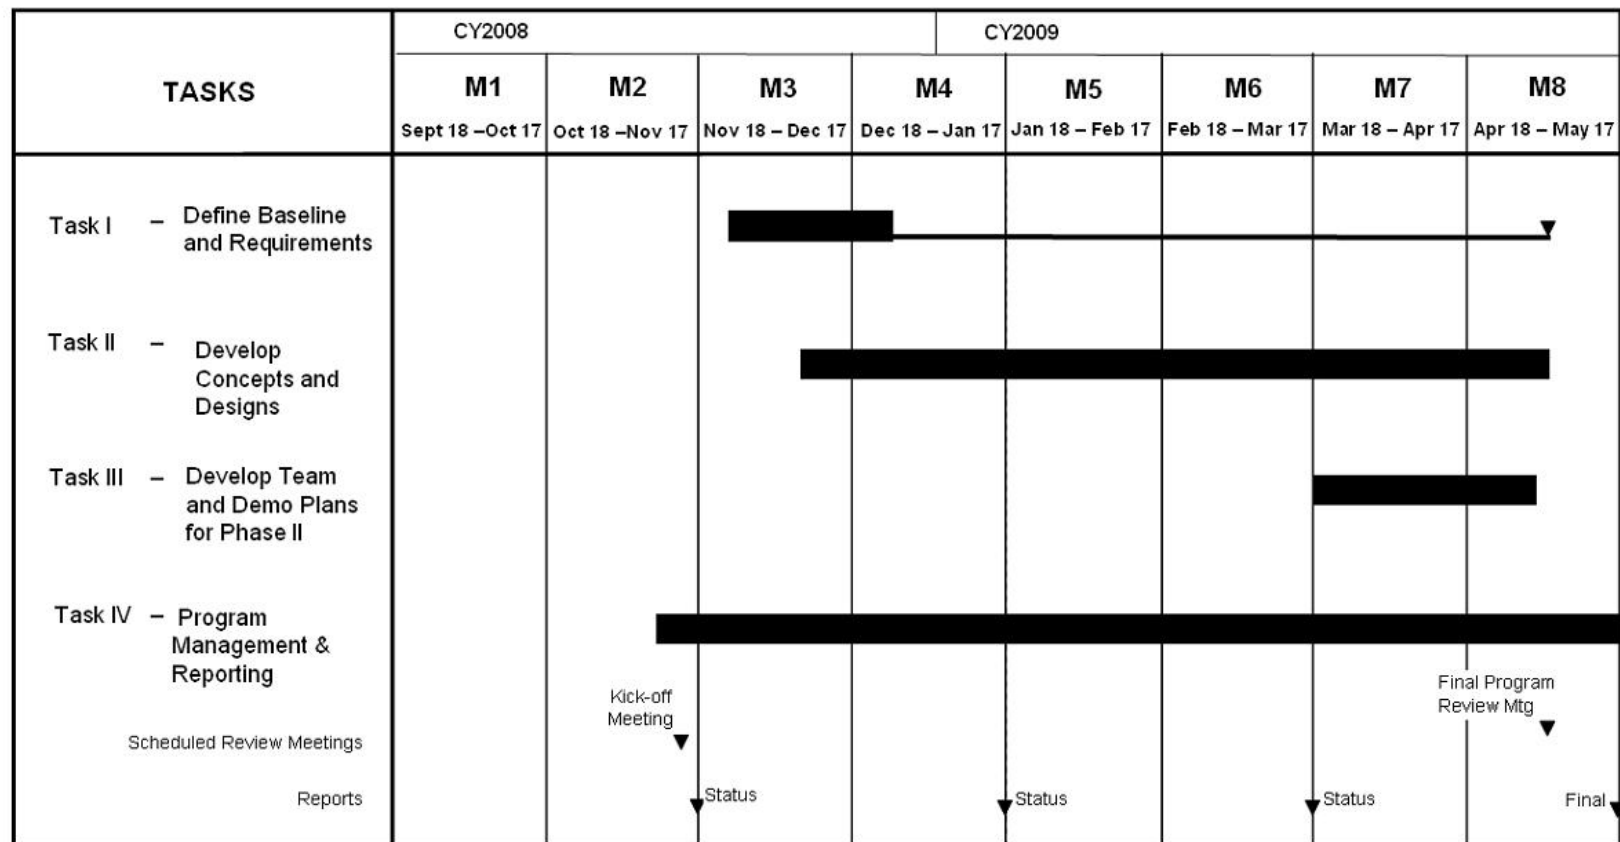 CY2008
CY2009
TASKS
M1
M2
M3
M4
M5
M6
M7
M8
Sept 18 –Oct 17
Oct 18 –Nov 17
Nov 18 – Dec 17
Dec 18 – Jan 17
Jan 18 – Feb 17
Feb 18 – Mar 17
Mar 18 – Apr 17
Apr 18 – May 17
Task I – Define Baseline
and Requirements
Task II – Develop
Concepts and
Designs
Task III – Develop Team
and Demo Plans
for Phase II
Task IV – Program
Management &
Reporting
Kick-off
Meeting
Final Program
Review Mtg
Scheduled Review Meetings
Reports
Status
Status
Status
Final